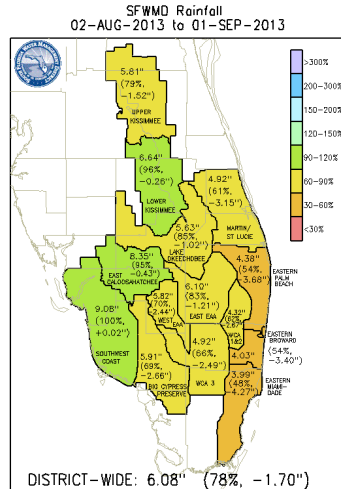 SFWMD Rainfall
02-AUG-2013 to 01-SEP-2013
>300%
200-300%
150-200%
120-150%
90-120%
60-90%
30-60%
<30%
5.81"
(79%,
-1.52")
UPPER
KISSIMMEE
6.64"
(96%,
-0.26")
LOWER
KISSIMMEE
4.92"
(61%,
-3.15")
MARTIN/
ST LUCIE
5.63"
(85%,
-1.02")
LAKE
OKEECHOBEE
8.35"
(95%,
-0.43")
EAST
CALOOSAHATCHEE
4.38"
(54%,
-3.68")
EASTERN
PALM
BEACH
6.10"
(83%,
-1.21")
EAST EAA
5.82"
(70%,
-2.44")
WEST
EAA
4.32"
(62%,
-2.67")
WCA
1&2
9.08"
(100%,
+0.02")
SOUTHWEST
COAST
5.91"
(69%,
-2.66")
BIG CYPRESS
PRESERVE
4.92"
(66%,
-2.49")
WCA 3
4.03"
EASTERN
BROWARD
(54%,
-3.40")
3.99"
(48%,
-4.27")
EASTERN
MIAMI-
DADE
DISTRICT-WIDE: 6.08" (78%, -1.70")